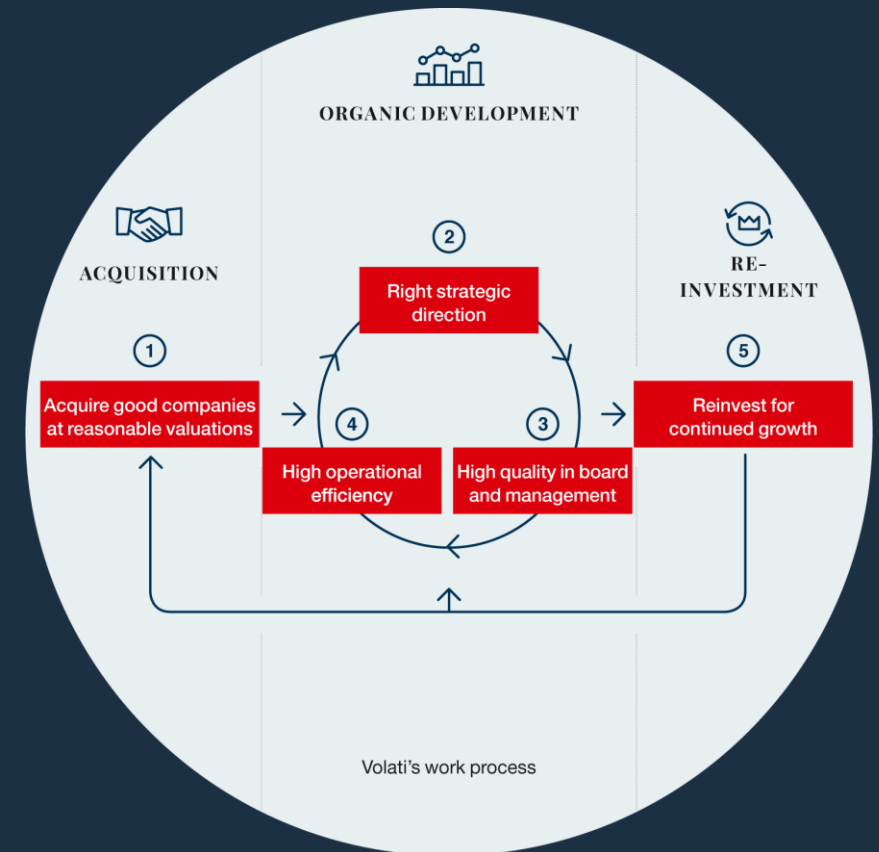 ORGANIC DEVELOPMENT
ACQUISITION
RE-
INVESTMENT
1
Acquire good companies
at reasonable valuations
2
Right strategic
direction
3
High quality in board
and management
4
High operational
efficiency
5
Reinvest for
continued growth
Volati's work process